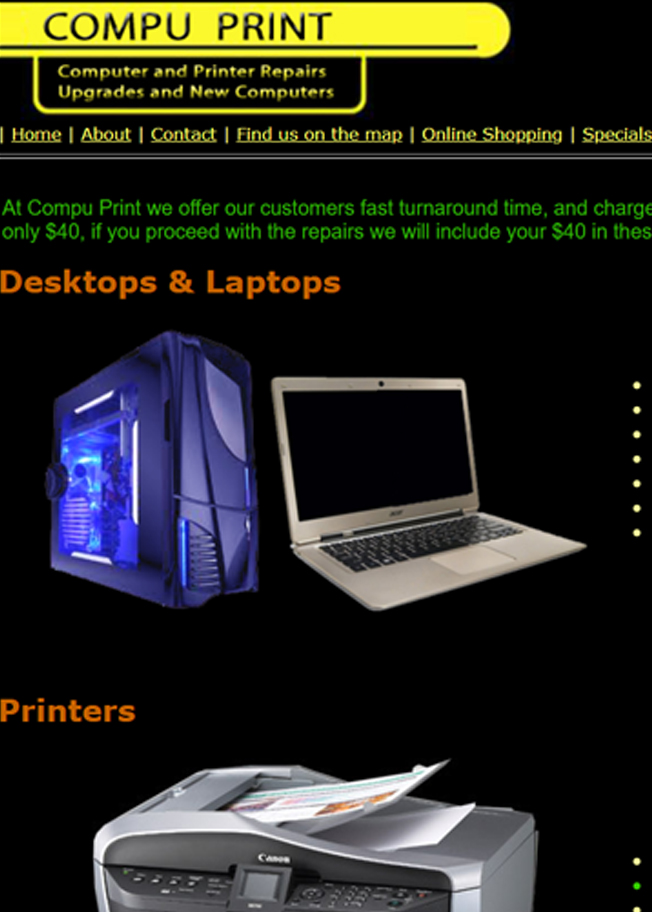 COMPU PRINT
Computer and Printer Repairs
Upgrades and New Computers
| Home | About | Contact | Find us on the map | Online Shopping | Specials
At Compu Print we offer our customers fast turnaround time, and charge
only $40, if you proceed with the repairs we will include your $40 in thes
Desktops & Laptops
acer
Printers
Canon